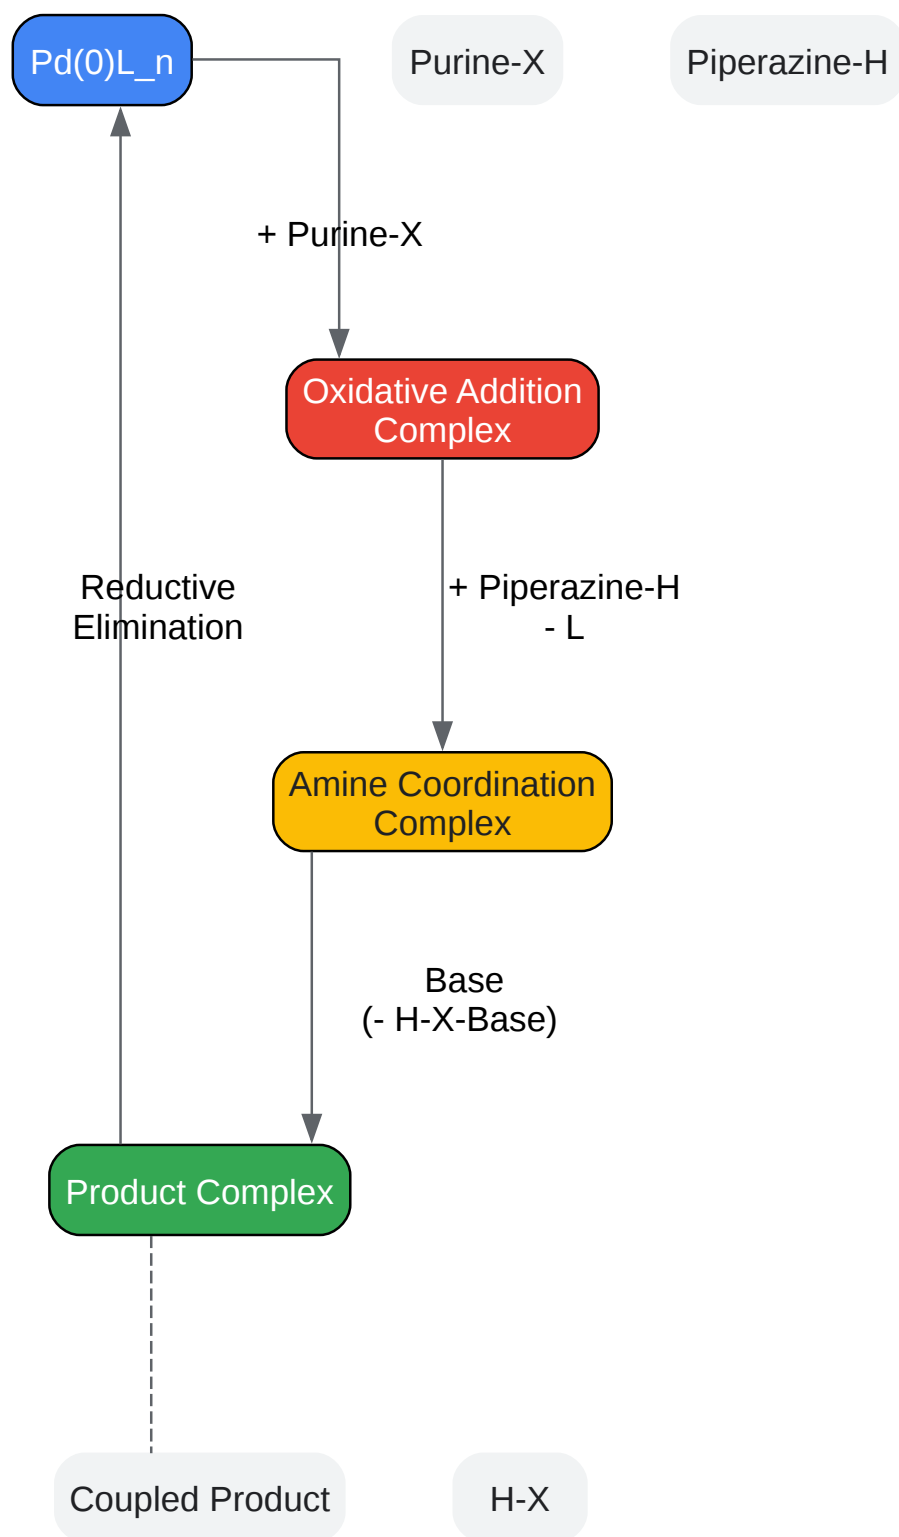 Pd(0)L_n
Purine-X
Piperazine-H
+ Purine-X
Oxidative Addition
Complex
Reductive
Elimination
+ Piperazine-H
- L
Amine Coordination
Complex
Base
(- H-X-Base)
Product Complex
Coupled Product
H-X